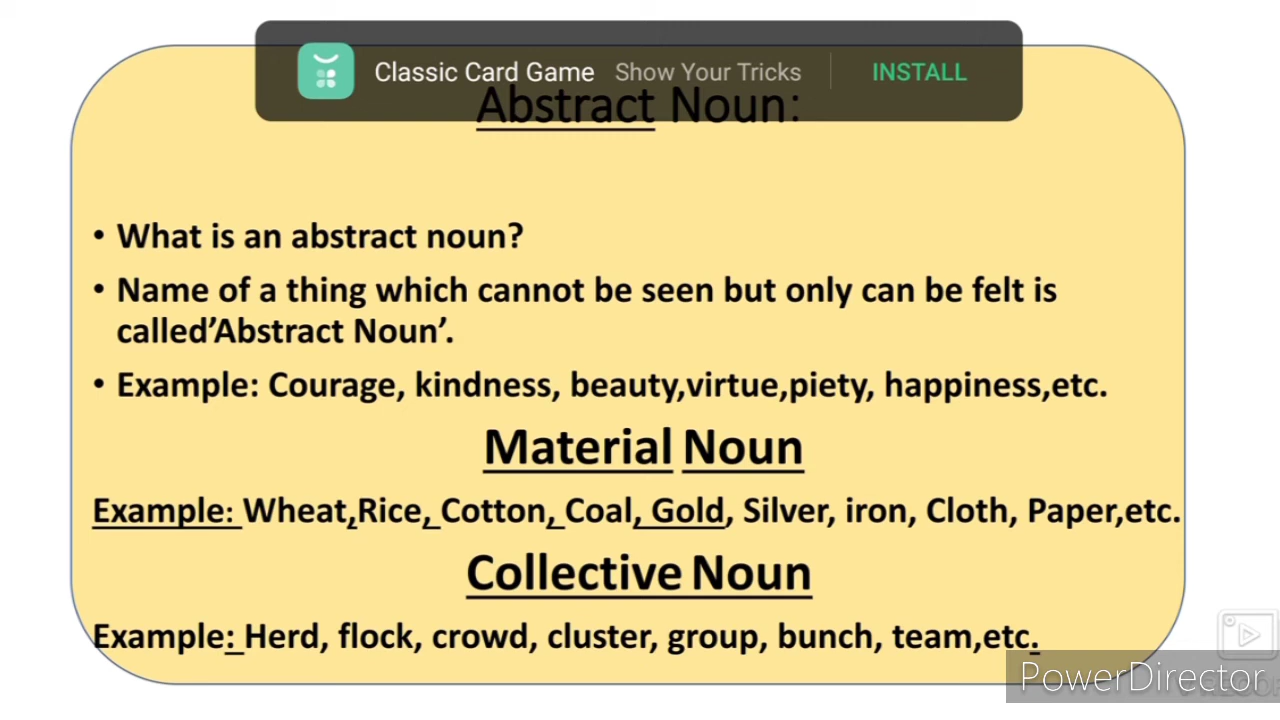 Classic Card Game Show Your Tricks INSTALL
Abstract Noun:
• What is an abstract noun?
• Name of a thing which cannot be seen but only can be felt is
called’Abstract Noun’.
• Example: Courage, kindness, beauty,virtue,piety, happiness,etc.
Material Noun
Example: Wheat,Rice, Cotton, Coal, Gold, Silver, iron, Cloth, Paper,etc.
Collective Noun
Example: Herd, flock, crowd, cluster, group, bunch, team,etc.
PowerDirector